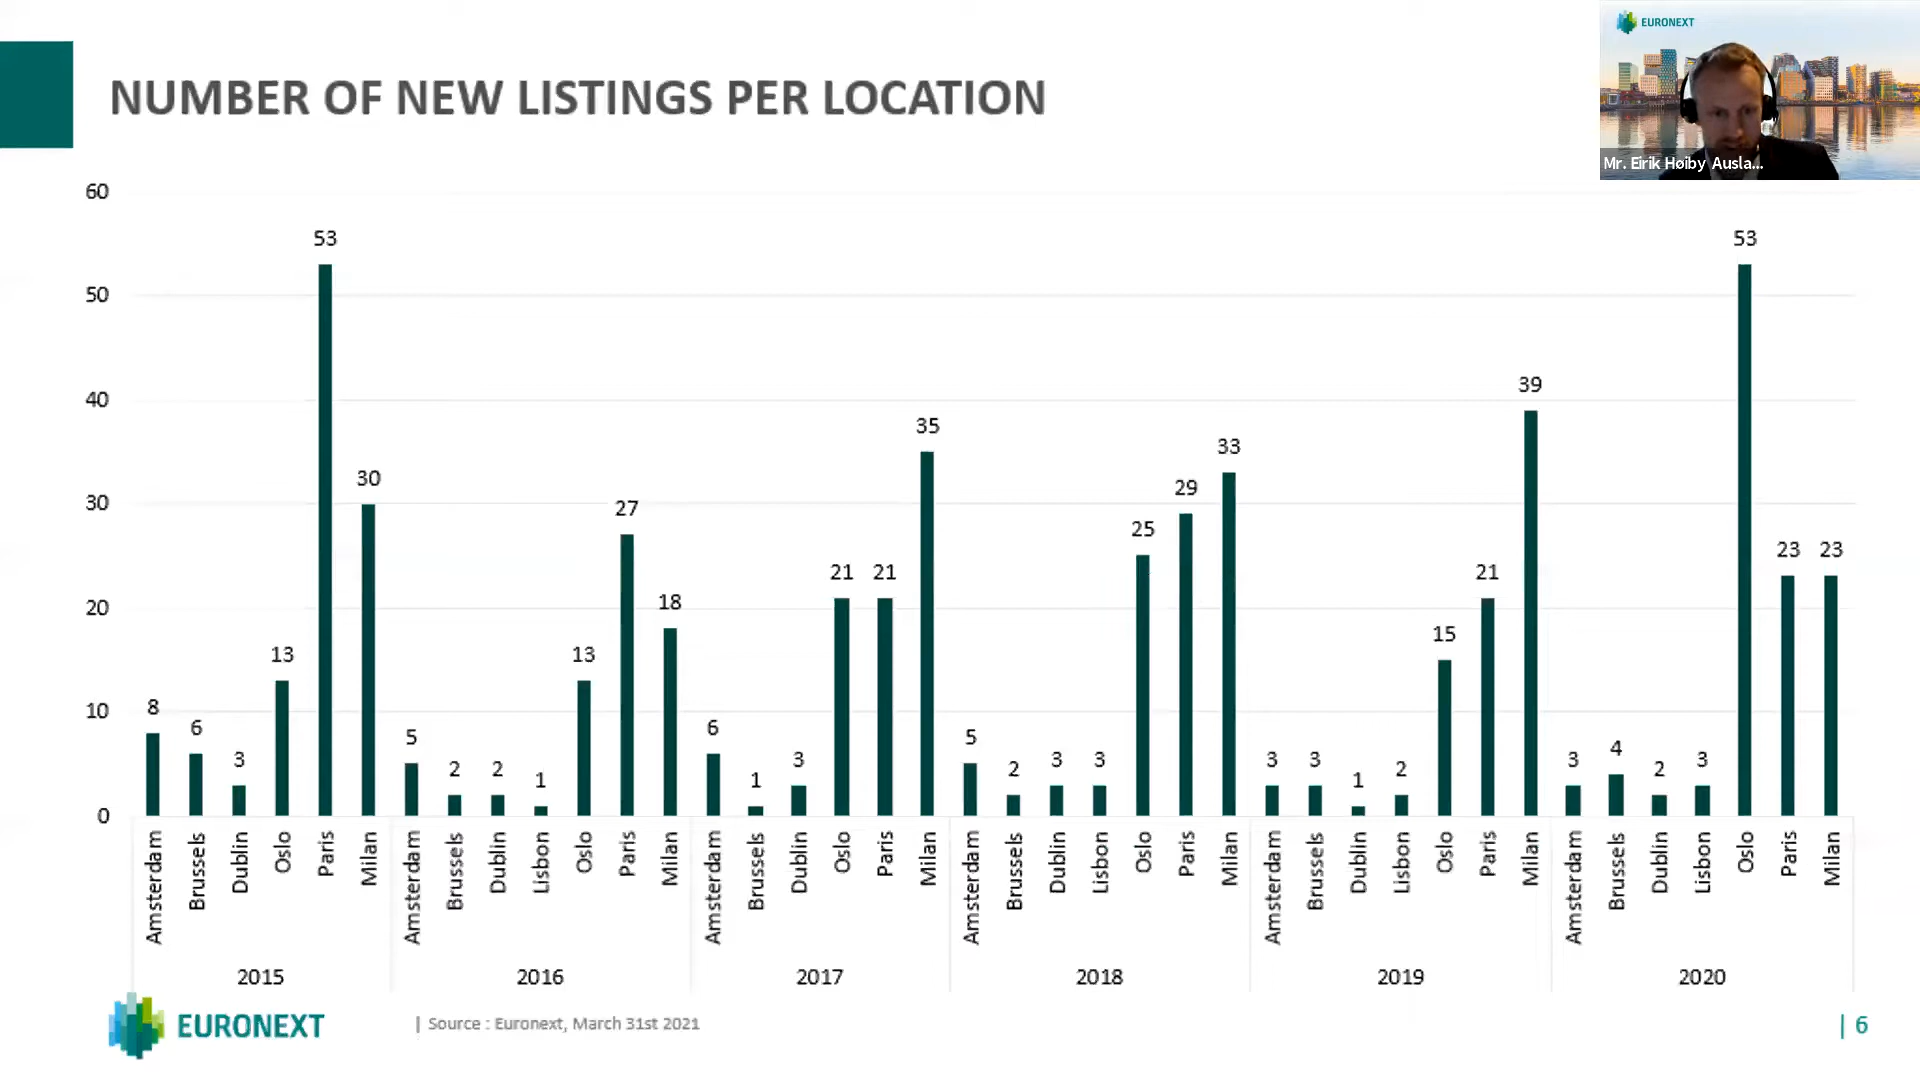 EURONEXT
Mr. Eirik Høiby Ausla...
NUMBER OF NEW LISTINGS PER LOCATION
60
50
40
30
20
10
0
8 6 3 13 53 30
5 2 2 1 13 27 18
6 1 3 21 21 35
5 2 3 3 25 29 33
3 3 1 2 15 21 39
3 4 2 3 53 23 23
Amsterdam Brussels Dublin Oslo Paris Milan
Amsterdam Brussels Dublin Lisbon Oslo Paris Milan
Amsterdam Brussels Dublin Oslo Paris Milan
Amsterdam Brussels Dublin Lisbon Oslo Paris Milan
Amsterdam Brussels Dublin Lisbon Oslo Paris Milan
Amsterdam Brussels Dublin Lisbon Oslo Paris Milan
2015 2016 2017 2018 2019 2020
EURONEXT
| Source : Euronext, March 31st 2021
| 6